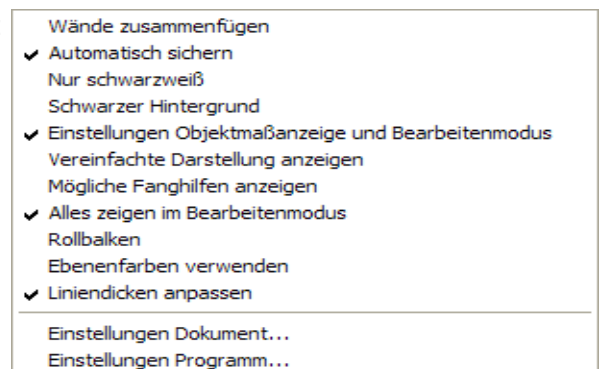 Wände zusammenfügen
Automatisch sichern
Nur schwarzweiß
Schwarzer Hintergrund
Einstellungen Objektmaßanzeige und Bearbeitenmodus
Vereinfachte Darstellung anzeigen
Mögliche Fanghilfen anzeigen
Alles zeigen im Bearbeitenmodus
Rollbalken
Ebenenfarben verwenden
Liniendicken anpassen
Einstellungen Dokument...
Einstellungen Programm...